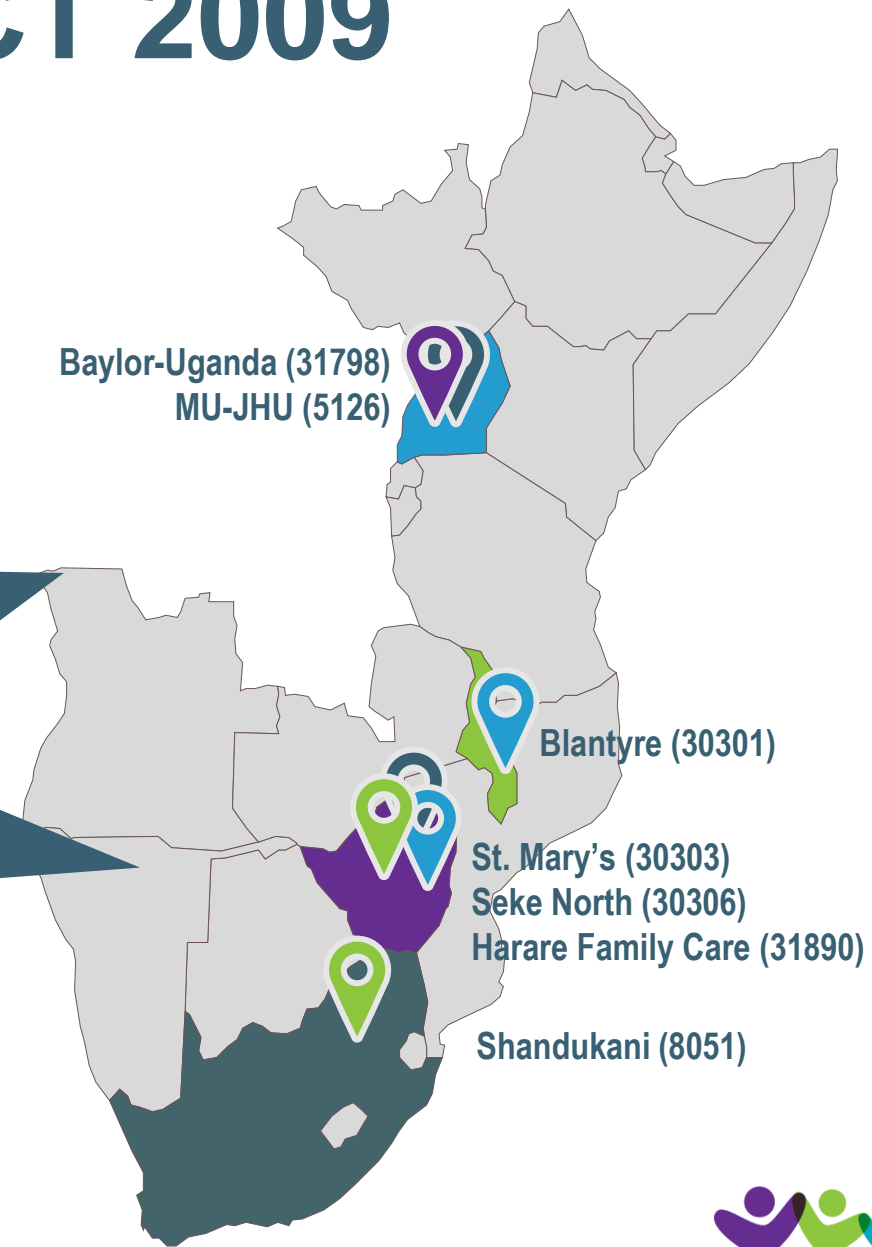 CT 2009
Baylor-Uganda (31798)
MU-JHU (5126)
Blantyre (30301)
St. Mary’s (30303)
Seke North (30306)
Harare Family Care (31890)
Shandukani (8051)